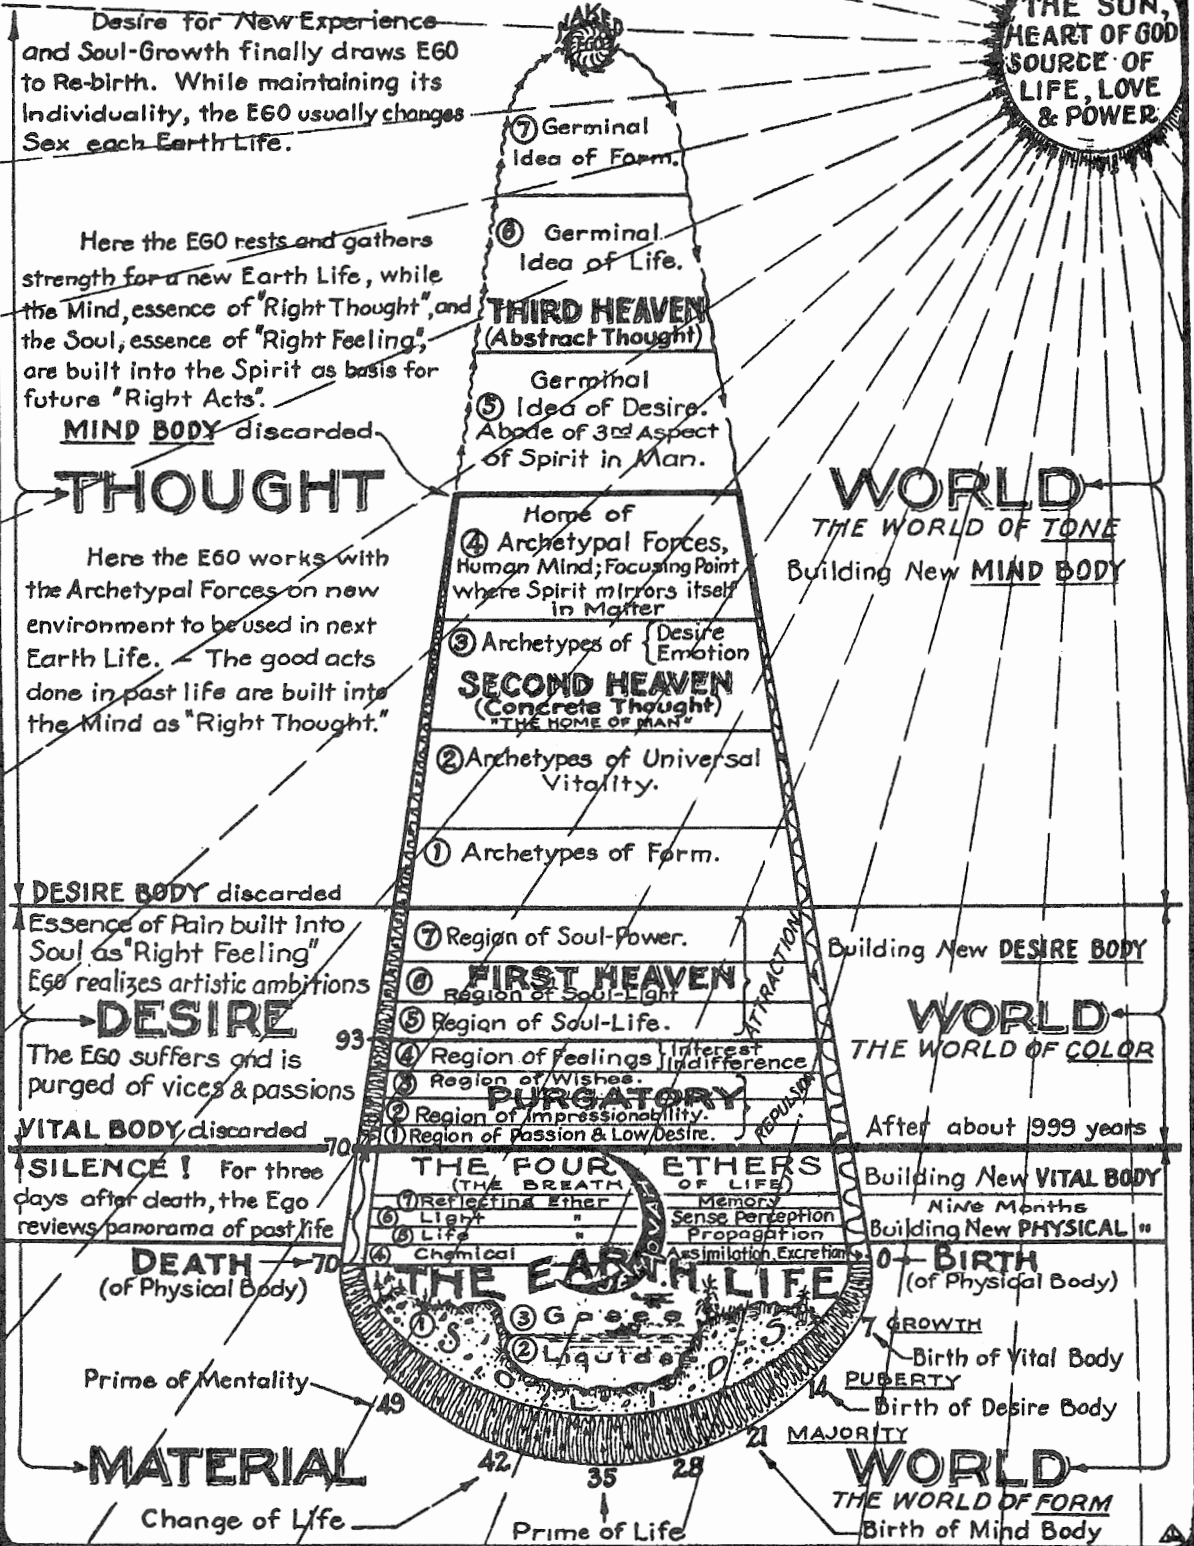 Desire for New Experience
and Soul-Growth finally draws EGO
to Re-birth. While maintaining its
Individuality, the EGO usually changes
Sex each Earth Life.
NAKED
EGO
THE SUN,
HEART OF GOD
SOURCE OF
LIFE, LOVE
& POWER
⑦ Germinal
Idea of Form.
⑥ Germinal
Idea of Life.
THIRD HEAVEN
(Abstract Thought)
Germinal
⑤ Idea of Desire.
Abode of 3rd Aspect
of Spirit in Man.
Here the EGO rests and gathers
strength for a new Earth Life, while
the Mind, essence of "Right Thought", and
the Soul, essence of "Right Feeling",
are built into the Spirit as basis for
future "Right Acts".
MIND BODY discarded
THOUGHT
WORLD
THE WORLD OF TONE
Building New MIND BODY
Home of
④ Archetypal Forces,
Human Mind; Focusing Point
where Spirit mirrors itself
in Matter
③ Archetypes of { Desire
Emotion
SECOND HEAVEN
(Concrete Thought)
"THE HOME OF MAN"
② Archetypes of Universal
Vitality.
① Archetypes of Form.
Here the EGO works with
the Archetypal Forces on new
environment to be used in next
Earth Life. – The good acts
done in past life are built into
the Mind as "Right Thought."
DESIRE BODY discarded
Essence of Pain built into
Soul as "Right Feeling"
EGO realizes artistic ambitions
DESIRE
The EGO suffers and is
purged of vices & passions
VITAL BODY discarded
93
70
⑦ Region of Soul-Power.
FIRST HEAVEN
⑥ Region of Soul-Light
⑤ Region of Soul-Life.
ATTRACTION
④ Region of Feelings } Interest
Indifference
③ Region of Wishes.
PURGATORY
② Region of Impressionability.
① Region of Passion & Low Desire.
REPULSION
Building New DESIRE BODY
WORLD
THE WORLD OF COLOR
After about 999 years
SILENCE! For three
days after death, the Ego
reviews panorama of past life
DEATH → 70
(of Physical Body)
THE FOUR ETHERS
(THE BREATH OF LIFE)
⑦ Reflecting Ether Memory
⑥ Light " Sense Perception
⑤ Life " Propagation
④ Chemical Assimilation, Excretion
JEHOVAH
Building New VITAL BODY
Nine Months
Building New PHYSICAL "
0 ← BIRTH
(of Physical Body)
THE EARTH LIFE
③ Gases
② Liquids
① SOLIDS
7 GROWTH
Birth of Vital Body
PUBERTY
14 Birth of Desire Body
21 MAJORITY
Prime of Mentality
49
42
35
28
MATERIAL
WORLD
THE WORLD OF FORM
Change of Life
Prime of Life
Birth of Mind Body